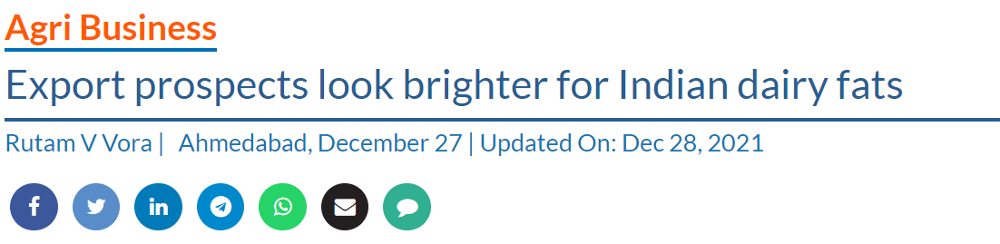 Agri Business
Export prospects look brighter for Indian dairy fats
Rutam V Vora | Ahmedabad, December 27 | Updated On: Dec 28, 2021